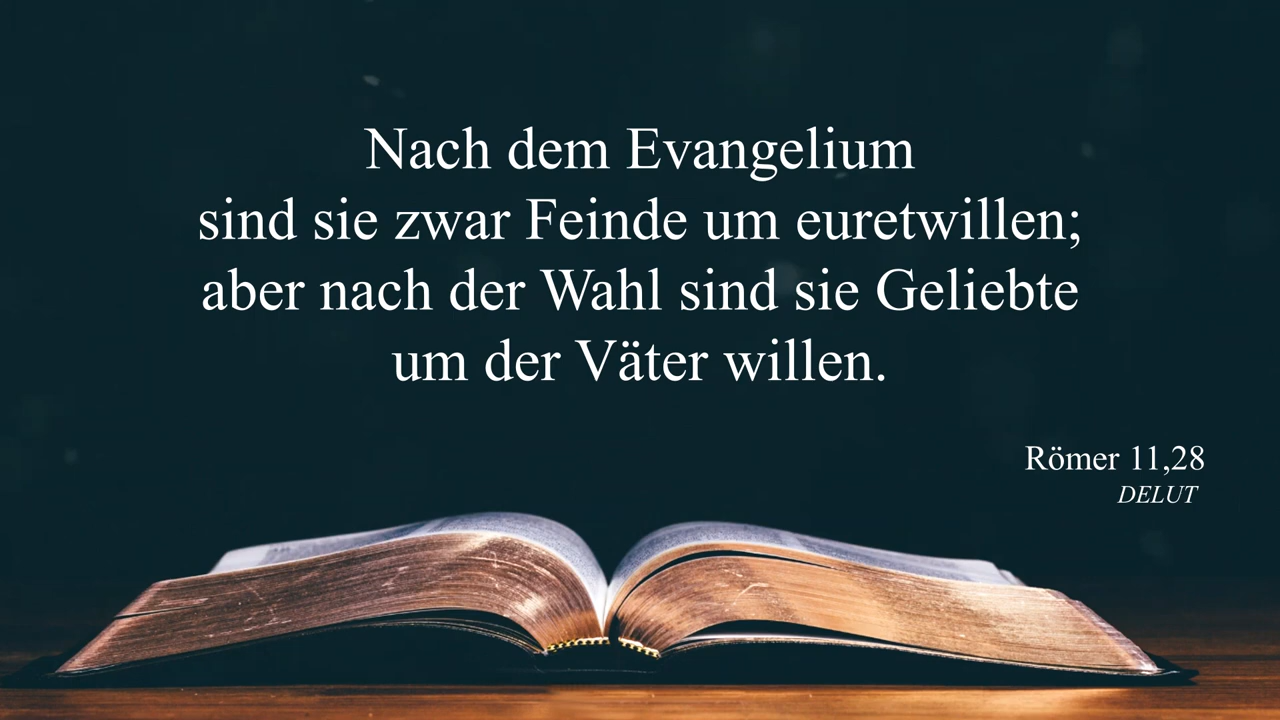 Nach dem Evangelium
sind sie zwar Feinde um euretwillen;
aber nach der Wahl sind sie Geliebte
um der Väter willen.
Römer 11,28
DELUT